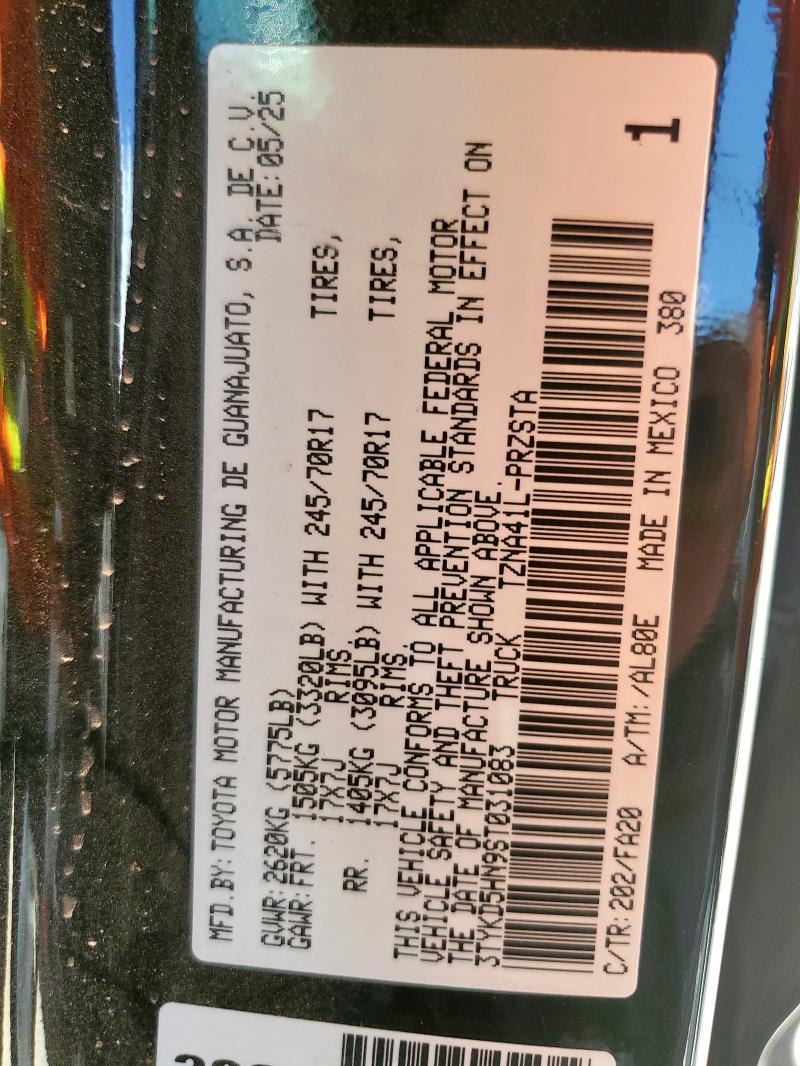 MFD.BY:TOYOTA MOTOR MANUFACTURING DE GUANAJUATO, S.A. DE C.V.
DATE:05/25
GVWR:2620KG (5775LB)
GAWR:FRT. 1505KG (3320LB) WITH 245/70R17 TIRES,
17X7J RIMS.
RR. 1405KG (3095LB) WITH 245/70R17 TIRES,
17X7J RIMS.
THIS VEHICLE CONFORMS TO ALL APPLICABLE FEDERAL MOTOR
VEHICLE SAFETY AND THEFT PREVENTION STANDARDS IN EFFECT ON
THE DATE OF MANUFACTURE SHOWN ABOVE.
3TYKD5HN9ST031083 TRUCK TZNA41L-PRZSTA
1
C/TR:202/FA20 A/TM:/AL80E MADE IN MEXICO 380